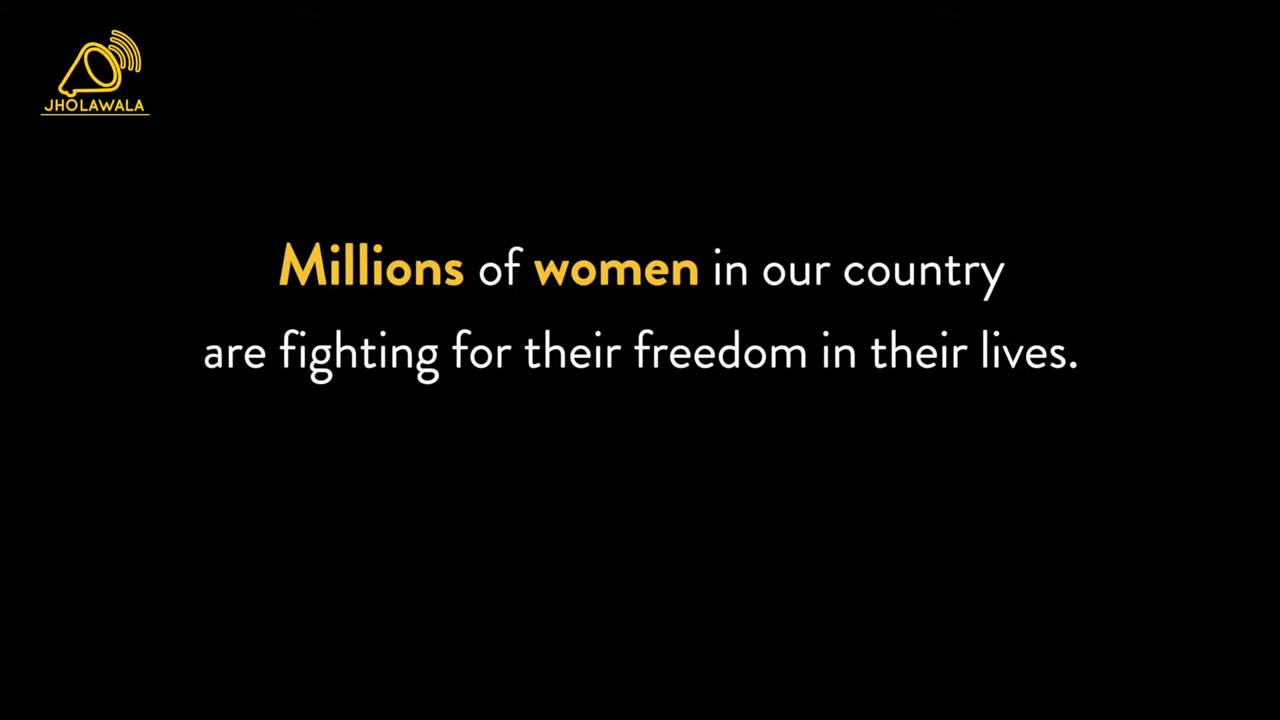 JHOLAWALA
Millions of women in our country
are fighting for their freedom in their lives.